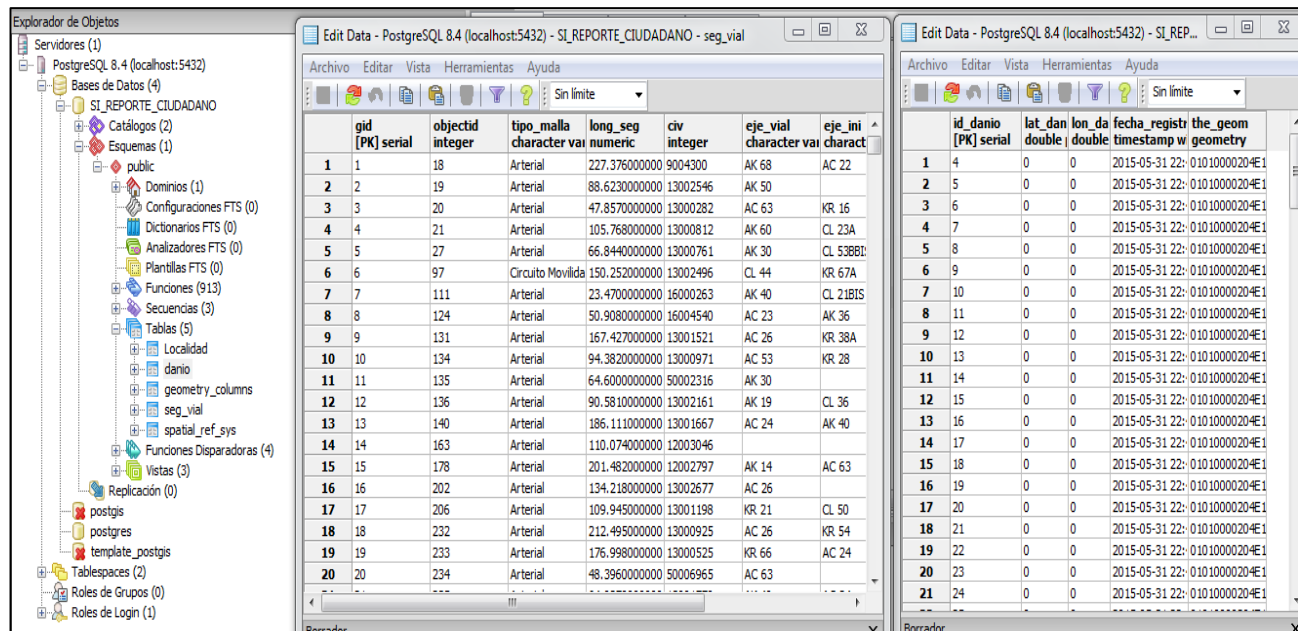 Explorador de Objetos
Servidores (1)
PostgreSQL 8.4 (localhost:5432)
Bases de Datos (4)
SI_REPORTE_CIUDADANO
Catálogos (2)
Esquemas (1)
public
Dominios (1)
Configuraciones FTS (0)
Dictionarios FTS (0)
Analizadores FTS (0)
Plantillas FTS (0)
Funciones (913)
Secuencias (3)
Tablas (5)
Localidad
danio
geometry_columns
seg_vial
spatial_ref_sys
Funciones Disparadoras (4)
Vistas (3)
Replicación (0)
postgis
postgres
template_postgis
Tablespaces (2)
Roles de Grupos (0)
Roles de Login (1)
Edit Data - PostgreSQL 8.4 (localhost:5432) - SI_REPORTE_CIUDADANO - seg_vial
Archivo Editar Vista Herramientas Ayuda
Sin límite
gid objectid tipo_malla long_seg civ eje_vial eje_ini
[PK] serial integer character var numeric integer character var charact
1 1 18 Arterial 227.376000000 9004300 AK 68 AC 22
2 2 19 Arterial 88.6230000000 13002546 AK 50
3 3 20 Arterial 47.8570000000 13000282 AC 63 KR 16
4 4 21 Arterial 105.768000000 13000812 AK 60 CL 23A
5 5 27 Arterial 66.8440000000 13000761 AK 30 CL 53BBIS
6 6 97 Circuito Movilida 150.252000000 13002496 CL 44 KR 67A
7 7 111 Arterial 23.4700000000 16000263 AK 40 CL 21BIS
8 8 124 Arterial 50.9080000000 16004540 AC 23 AK 36
9 9 131 Arterial 167.427000000 13001521 AC 26 KR 38A
10 10 134 Arterial 94.3820000000 13000971 AC 53 KR 28
11 11 135 Arterial 64.6000000000 50002316 AK 30
12 12 136 Arterial 90.5810000000 13002161 AK 19 CL 36
13 13 140 Arterial 186.111000000 13001667 AC 24 AK 40
14 14 163 Arterial 110.074000000 12003046
15 15 178 Arterial 201.482000000 12002797 AK 14 AC 63
16 16 202 Arterial 134.218000000 13002677 AC 26
17 17 206 Arterial 109.945000000 13001198 KR 21 CL 50
18 18 232 Arterial 212.495000000 13000925 AC 26 KR 54
19 19 233 Arterial 176.998000000 13000525 KR 66 AC 24
20 20 234 Arterial 48.3960000000 50006965 AC 63
Borrador
Edit Data - PostgreSQL 8.4 (localhost:5432) - SI_REP...
Archivo Editar Vista Herramientas Ayuda
Sin límite
id_danio lat_dan lon_da fecha_registr the_geom
[PK] serial double p double timestamp w geometry
1 4 0 0 2015-05-31 22: 01010000204E1
2 5 0 0 2015-05-31 22: 01010000204E1
3 6 0 0 2015-05-31 22: 01010000204E1
4 7 0 0 2015-05-31 22: 01010000204E1
5 8 0 0 2015-05-31 22: 01010000204E1
6 9 0 0 2015-05-31 22: 01010000204E1
7 10 0 0 2015-05-31 22: 01010000204E1
8 11 0 0 2015-05-31 22: 01010000204E1
9 12 0 0 2015-05-31 22: 01010000204E1
10 13 0 0 2015-05-31 22: 01010000204E1
11 14 0 0 2015-05-31 22: 01010000204E1
12 15 0 0 2015-05-31 22: 01010000204E1
13 16 0 0 2015-05-31 22: 01010000204E1
14 17 0 0 2015-05-31 22: 01010000204E1
15 18 0 0 2015-05-31 22: 01010000204E1
16 19 0 0 2015-05-31 22: 01010000204E1
17 20 0 0 2015-05-31 22: 01010000204E1
18 21 0 0 2015-05-31 22: 01010000204E1
19 22 0 0 2015-05-31 22: 01010000204E1
20 23 0 0 2015-05-31 22: 01010000204E1
21 24 0 0 2015-05-31 22: 01010000204E1
Borrador